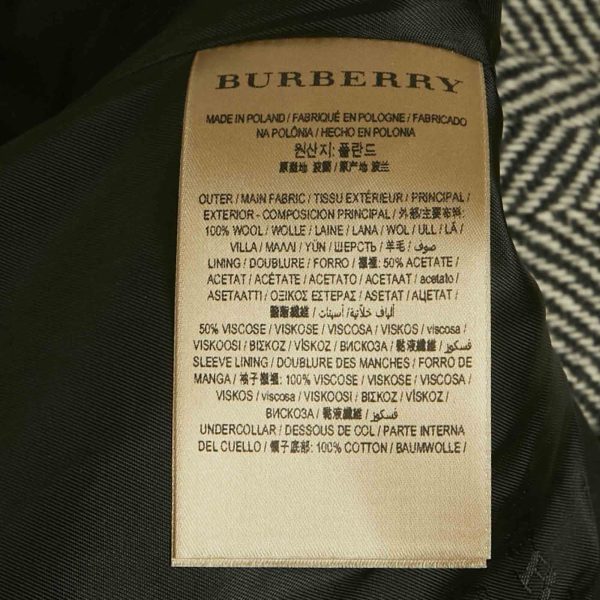 BURBERRY
MADE IN POLAND / FABRIQUÉ EN POLOGNE / FABRICADO
NA POLÔNIA / HECHO EN POLONIA
원산지: 폴란드
原産地 波蘭 / 原产地 波兰
OUTER / MAIN FABRIC / TISSU EXTÉRIEUR / PRINCIPAL /
EXTERIOR - COMPOSICION PRINCIPAL / 外部/主要布料:
100% WOOL / WOLLE / LAINE / LANA / WOL / ULL / LÃ /
VILLA / ΜΑΛΛΙ / YÜN / ШЕРСТЬ / 羊毛 / صوف
LINING / DOUBLURE / FORRO / 襯裡: 50% ACETATE /
ACETAT / ACÉTATE / ACETATO / ACETAAT / acetato /
ASETAATTI / ΟΞΙΚΟΣ ΕΣΤΕΡΑΣ / ASETAT / АЦЕТАТ /
醋酯纖維 / ألياف خلاتية / أسيتات
50% VISCOSE / VISKOSE / VISCOSA / VISKOS / viscosa /
VISKOOSI / ΒΙΣΚΟΖ / VİSKOZ / ВИСКОЗА / 黏液纖維 / فسكوز
SLEEVE LINING / DOUBLURE DES MANCHES / FORRO DE
MANGA / 袖子襯裡: 100% VISCOSE / VISKOSE / VISCOSA /
VISKOS / viscosa / VISKOOSI / ΒΙΣΚΟΖ / VİSKOZ /
ВИСКОЗА / 黏液纖維 / فسكوز
UNDERCOLLAR / DESSOUS DE COL / PARTE INTERNA
DEL CUELLO / 領子底部: 100% COTTON / BAUMWOLLE /